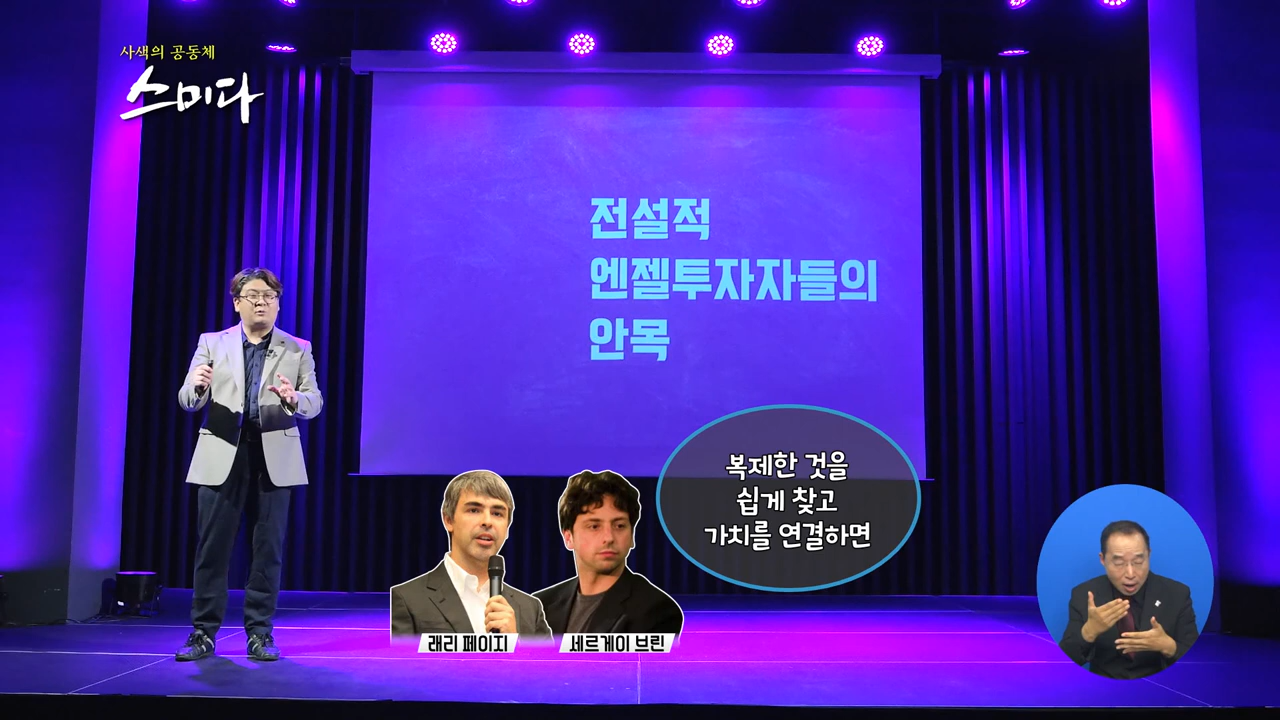 사색의 공동체
스미다
전설적
엔젤투자자들의
안목
복제한 것을
쉽게 찾고
가치를 연결하면
래리 페이지
세르게이 브린